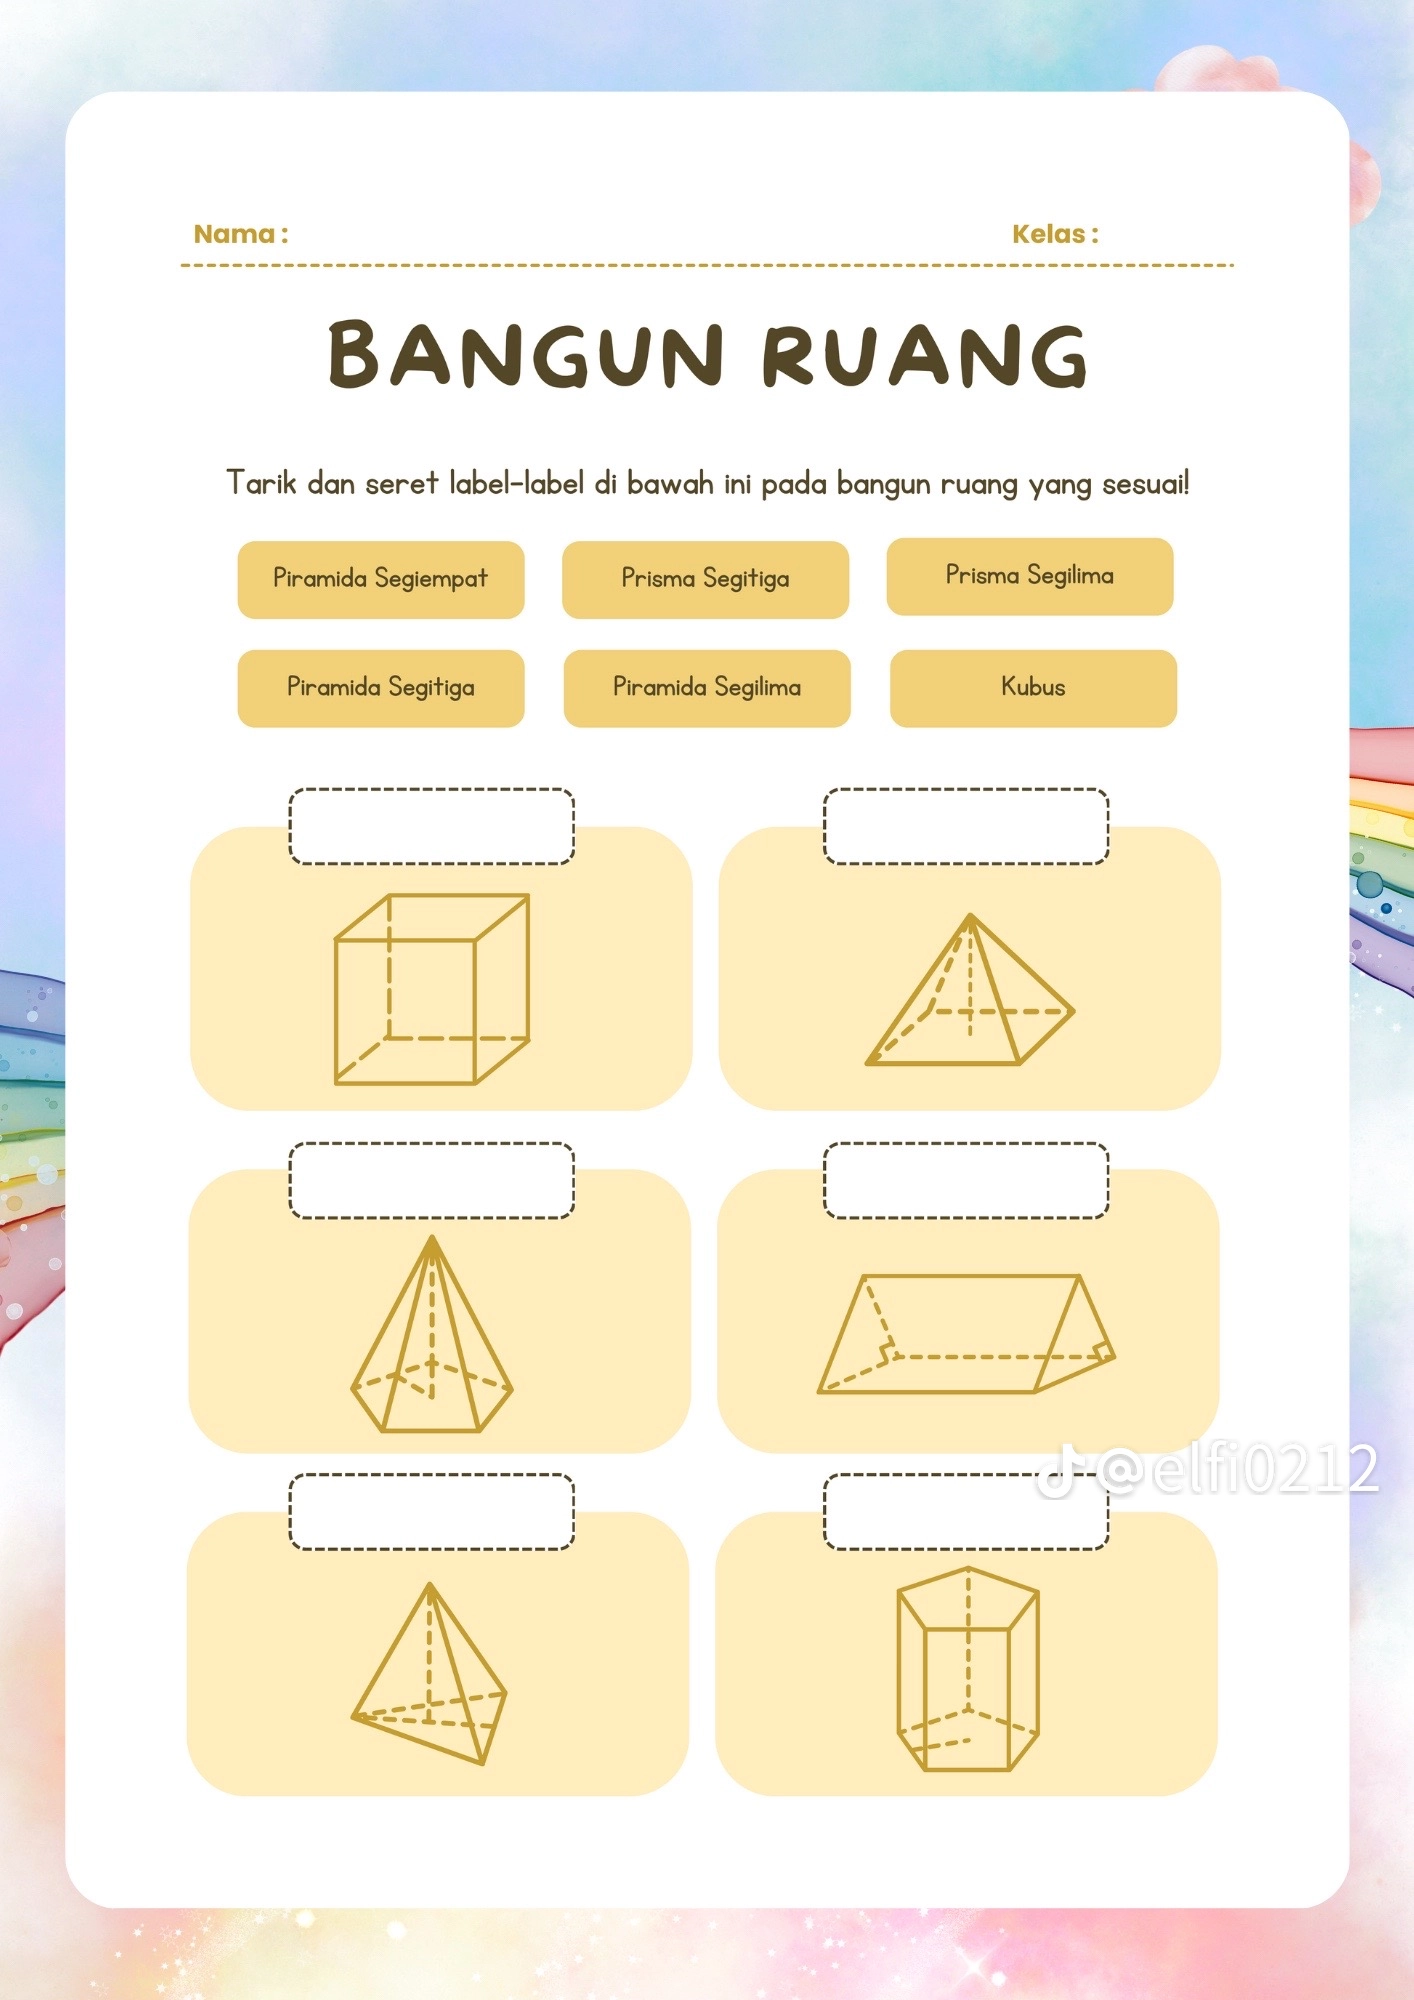 Nama :
Kelas :
BANGUN RUANG
Tarik dan seret label-label di bawah ini pada bangun ruang yang sesuai!
Piramida Segiempat
Prisma Segitiga
Prisma Segilima
Piramida Segitiga
Piramida Segilima
Kubus
@elfi0212